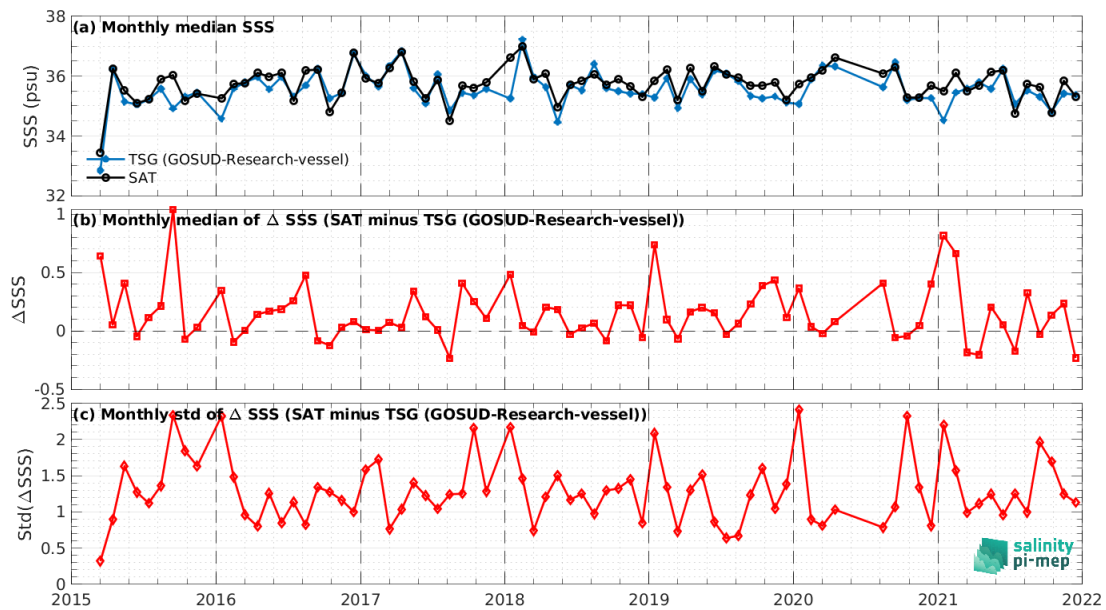 (a) Monthly median SSS
38
36
34
32
SSS (psu)
TSG (GOSUD-Research-vessel)
SAT
(b) Monthly median of Δ SSS (SAT minus TSG (GOSUD-Research-vessel))
1
0.5
0
-0.5
ΔSSS
(c) Monthly std of Δ SSS (SAT minus TSG (GOSUD-Research-vessel))
2.5
2
1.5
1
0.5
0
Std(ΔSSS)
salinity
pi-mep
2015 2016 2017 2018 2019 2020 2021 2022